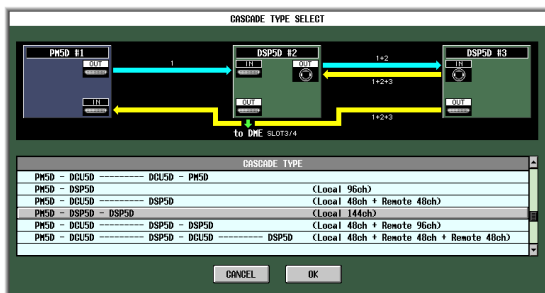 CASCADE TYPE SELECT
PM5D #1
DSP5D #2
DSP5D #3
OUT
1
IN
OUT
1+2
IN
1+2+3
IN
OUT
1+2+3
OUT
to DME SLOT3/4
CASCADE TYPE
PM5D - DCU5D --------- DCU5D - PM5D
PM5D - DSP5D (Local 96ch)
PM5D - DCU5D --------- DSP5D (Local 48ch + Remote 48ch)
PM5D - DSP5D - DSP5D (Local 144ch)
PM5D - DCU5D --------- DSP5D - DSP5D (Local 48ch + Remote 96ch)
PM5D - DCU5D --------- DSP5D - DCU5D --------- DSP5D (Local 48ch + Remote 48ch + Remote 48ch)
CANCEL
OK